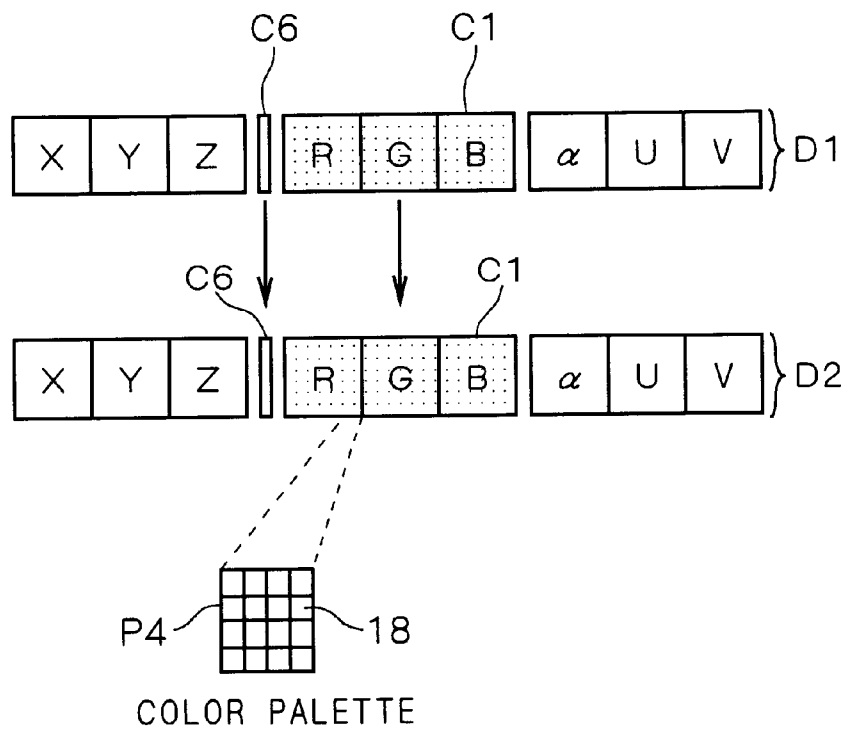 C6 C1
X Y Z R G B α U V D1
C6 C1
X Y Z R G B α U V D2
P4 18
COLOR PALETTE